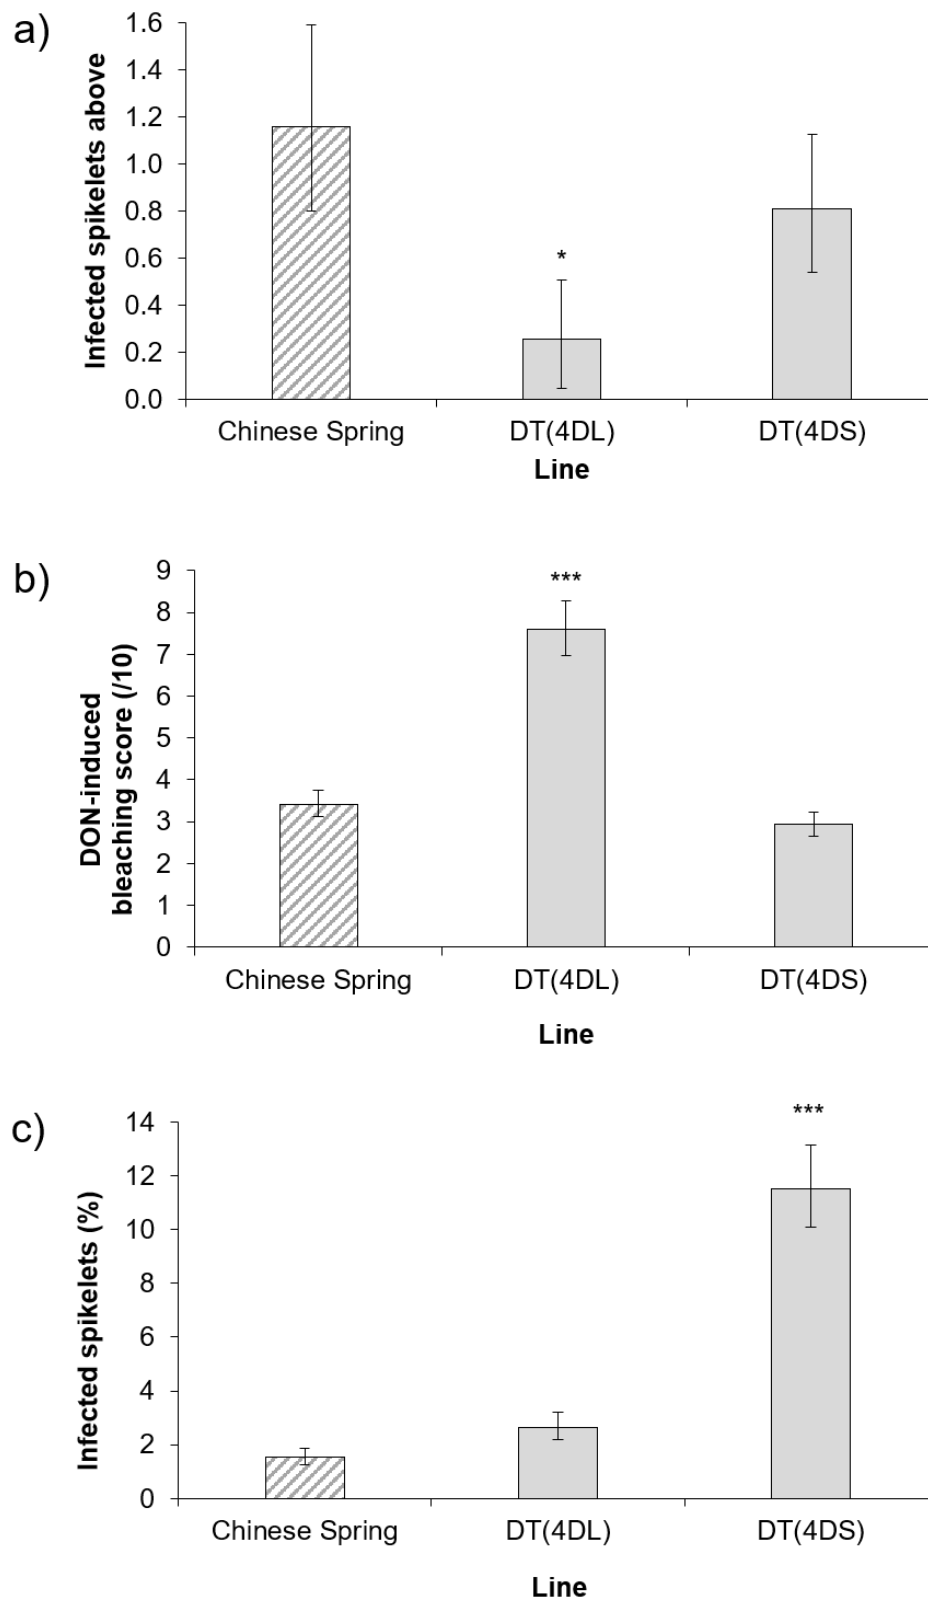 a)
Infected spikelets above
1.6
1.4
1.2
1.0
0.8
0.6
0.4
0.2
0.0
*
Chinese Spring
DT(4DL)
DT(4DS)
Line
b)
DON-induced
bleaching score (/10)
9
8
7
6
5
4
3
2
1
0
***
Chinese Spring
DT(4DL)
DT(4DS)
Line
c)
Infected spikelets (%)
14
12
10
8
6
4
2
0
***
Chinese Spring
DT(4DL)
DT(4DS)
Line